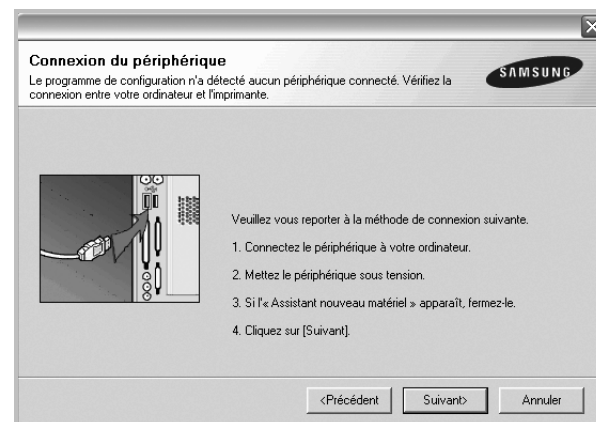 Connexion du périphérique
Le programme de configuration n'a détecté aucun périphérique connecté. Vérifiez la
connexion entre votre ordinateur et l'imprimante.
SAMSUNG
Veuillez vous reporter à la méthode de connexion suivante.
1. Connectez le périphérique à votre ordinateur.
2. Mettez le périphérique sous tension.
3. Si l'« Assistant nouveau matériel » apparaît, fermez-le.
4. Cliquez sur [Suivant].
<Précédent
Suivant>
Annuler